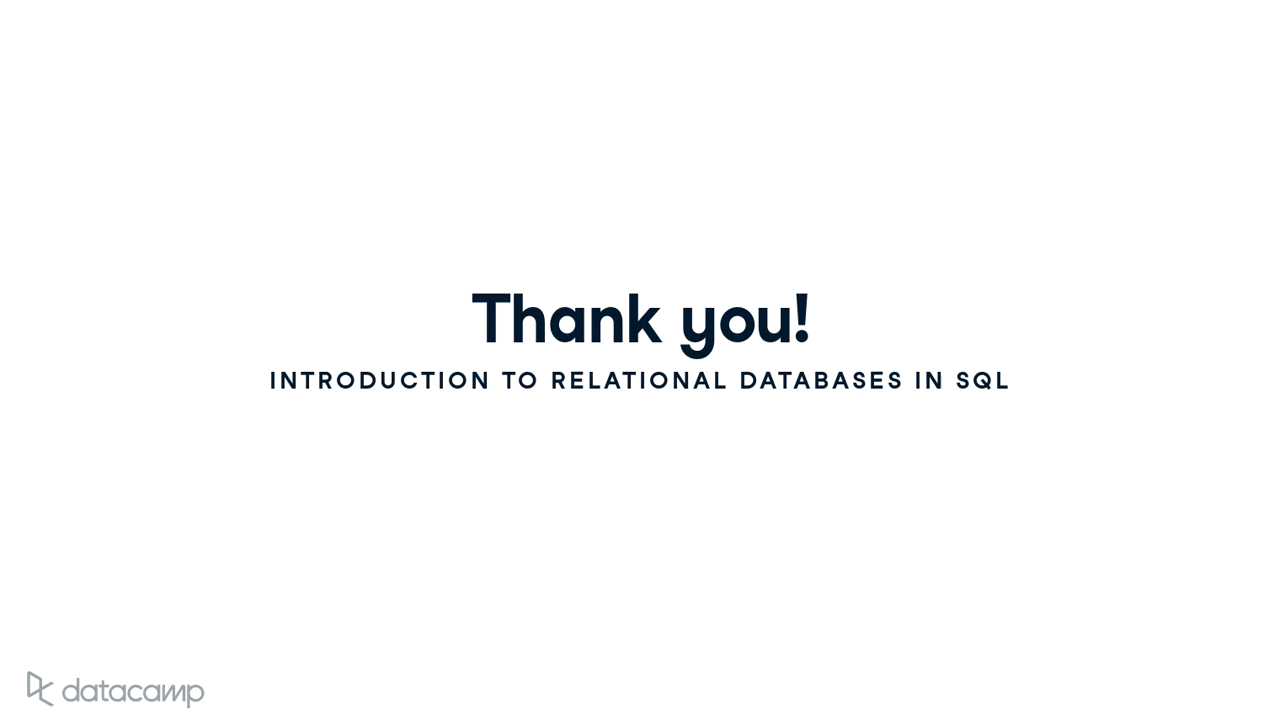 Thank you!
INTRODUCTION TO RELATIONAL DATABASES IN SQL
datacamp